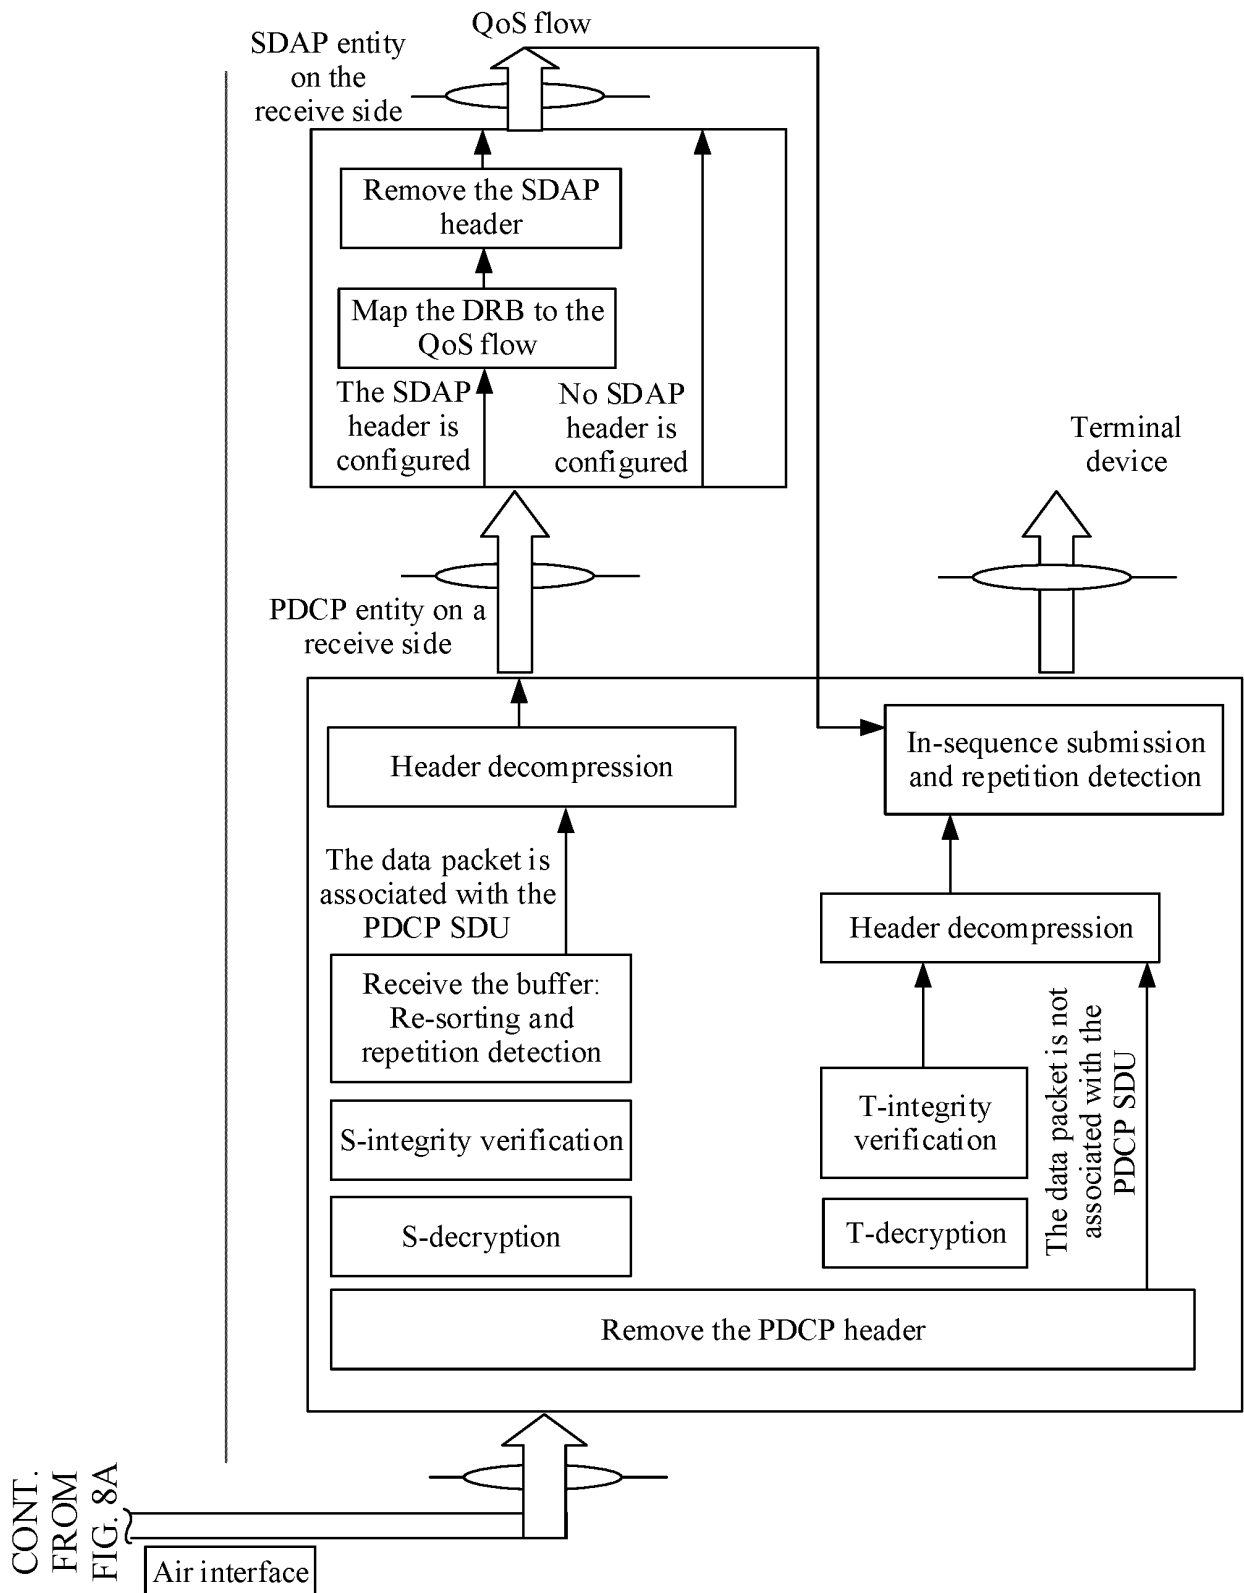 QoS flow
SDAP entity
on the
receive side
Remove the SDAP
header
Map the DRB to the
QoS flow
The SDAP
header is
configured
No SDAP
header is
configured
Terminal
device
PDCP entity on a
receive side
Header decompression
In-sequence submission
and repetition detection
The data packet is
associated with the
PDCP SDU
Header decompression
Receive the buffer:
Re-sorting and
repetition detection
The data packet is not
associated with the
PDCP SDU
T-integrity
verification
S-integrity verification
S-decryption
T-decryption
Remove the PDCP header
CONT.
FROM
FIG. 8A
Air interface